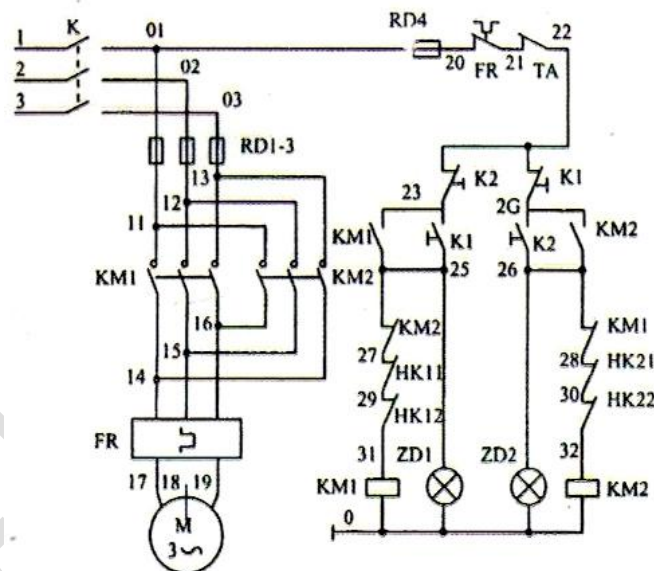 RD4
22
1 K 01
20 FR 21 TA
2 02
3 03
RD1-3
13
K2 K1
12
23 2G
11
KM1 K1 K2 KM2
KM1 KM2
25 26
16
KM2 KM1
15
27 HK11 28 HK21
14
29 HK12 30 HK22
FR
31 ZD1 ZD2 32
17 18 19
KM1 KM2
M
0
3~